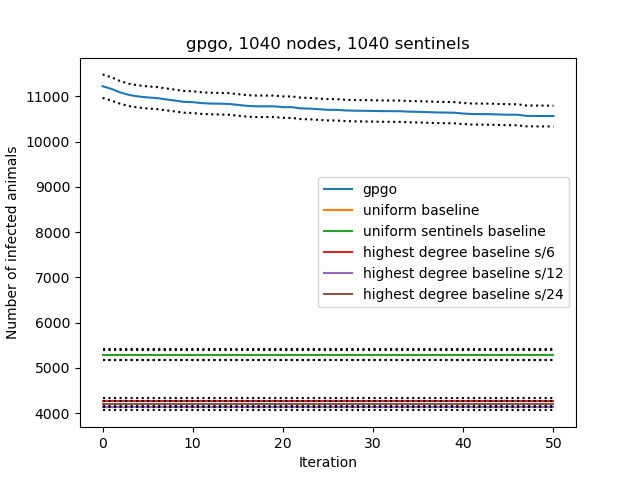 gpgo, 1040 nodes, 1040 sentinels
Number of infected animals
11000
10000
9000
8000
7000
6000
5000
4000
gpgo
uniform baseline
uniform sentinels baseline
highest degree baseline s/6
highest degree baseline s/12
highest degree baseline s/24
0 10 20 30 40 50
Iteration